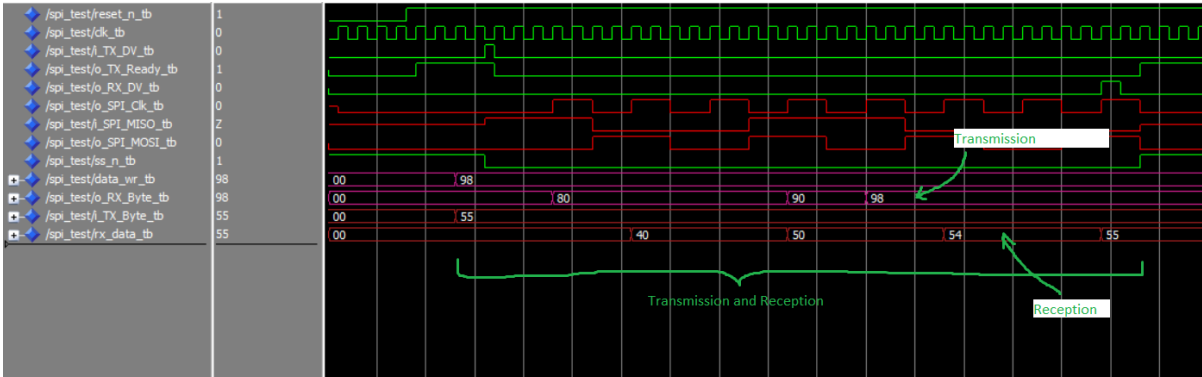 /spi_test/reset_n_tb 1
/spi_test/clk_tb 0
/spi_test/i_TX_DV_tb 0
/spi_test/o_TX_Ready_tb 1
/spi_test/o_RX_DV_tb 0
/spi_test/o_SPI_Clk_tb 0
/spi_test/i_SPI_MISO_tb Z
/spi_test/o_SPI_MOSI_tb 0
Transmission
/spi_test/ss_n_tb 1
/spi_test/data_wr_tb 98 00 98
/spi_test/o_RX_Byte_tb 98 00 80 90 98
/spi_test/i_TX_Byte_tb 55 00 55
/spi_test/rx_data_tb 55 00 40 50 54 55
Transmission and Reception
Reception